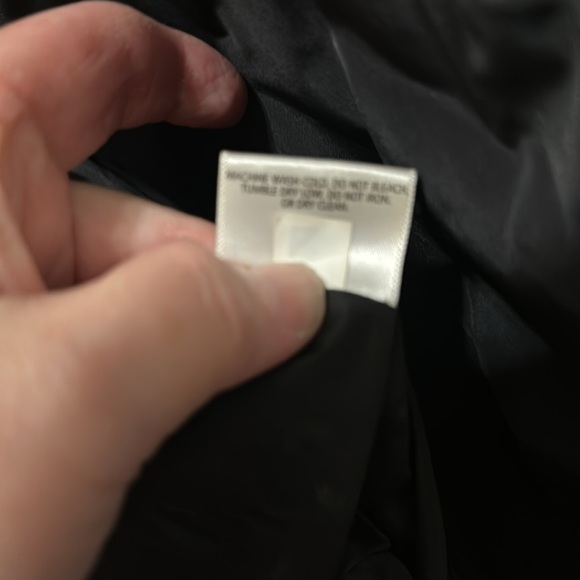 MACHINE WASH COLD, DO NOT BLEACH,
TUMBLE DRY LOW, DO NOT IRON,
OR DRY CLEAN.